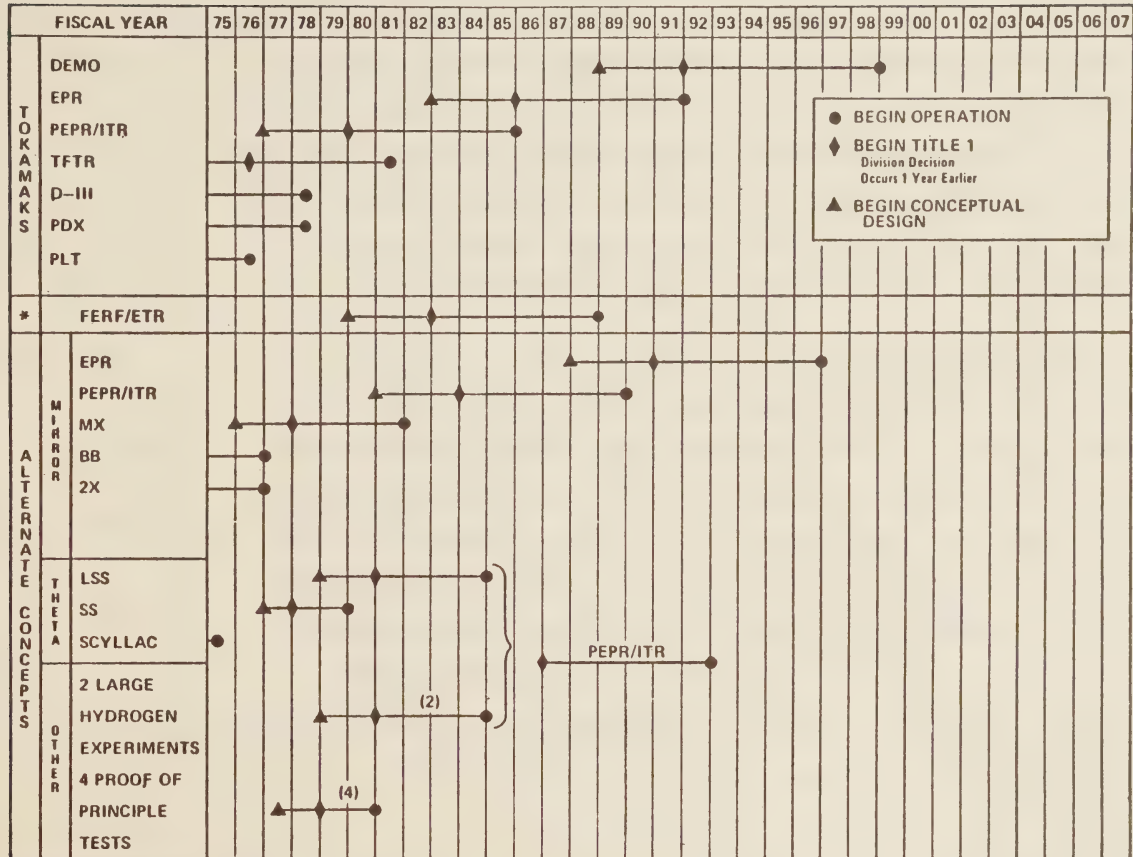 FISCAL YEAR 75 76 77 78 79 80 81 82 83 84 85 86 87 88 89 90 91 92 93 94 95 96 97 98 99 00 01 02 03 04 05 06 07
TOKAMAKS
DEMO
EPR
PEPR/ITR
TFTR
D-III
PDX
PLT
BEGIN OPERATION
BEGIN TITLE 1
Division Decision
Occurs 1 Year Earlier
BEGIN CONCEPTUAL
DESIGN
* FERF/ETR
ALTERNATE CONCEPTS
MIRROR
EPR
PEPR/ITR
MX
BB
2X
THETA
LSS
SS
SCYLLAC
PEPR/ITR
OTHER
2 LARGE
HYDROGEN (2)
EXPERIMENTS
4 PROOF OF
PRINCIPLE (4)
TESTS